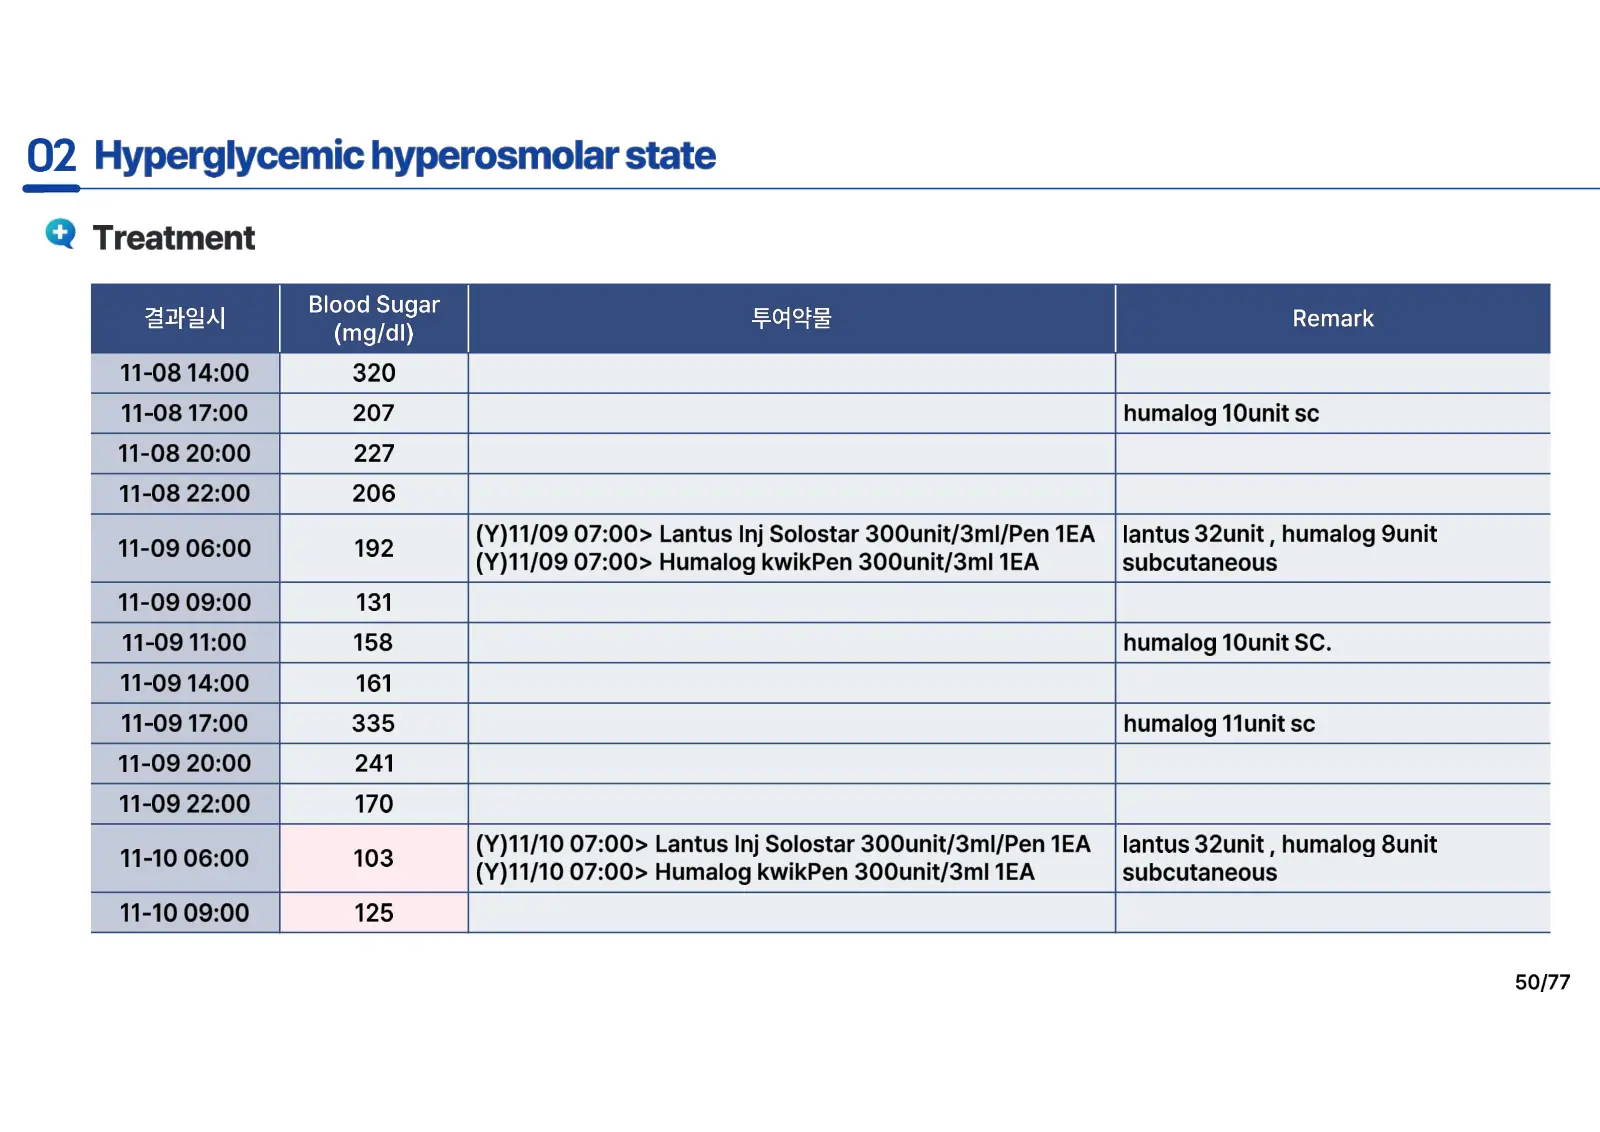 02 Hyperglycemic hyperosmolar state
Treatment
결과일시 Blood Sugar (mg/dl) 투여약물 Remark
11-08 14:00 320
11-08 17:00 207 humalog 10unit sc
11-08 20:00 227
11-08 22:00 206
11-09 06:00 192 (Y)11/09 07:00> Lantus Inj Solostar 300unit/3ml/Pen 1EA lantus 32unit , humalog 9unit
(Y)11/09 07:00> Humalog kwikPen 300unit/3ml 1EA subcutaneous
11-09 09:00 131
11-09 11:00 158 humalog 10unit SC.
11-09 14:00 161
11-09 17:00 335 humalog 11unit sc
11-09 20:00 241
11-09 22:00 170
11-10 06:00 103 (Y)11/10 07:00> Lantus Inj Solostar 300unit/3ml/Pen 1EA lantus 32unit , humalog 8unit
(Y)11/10 07:00> Humalog kwikPen 300unit/3ml 1EA subcutaneous
11-10 09:00 125
50/77